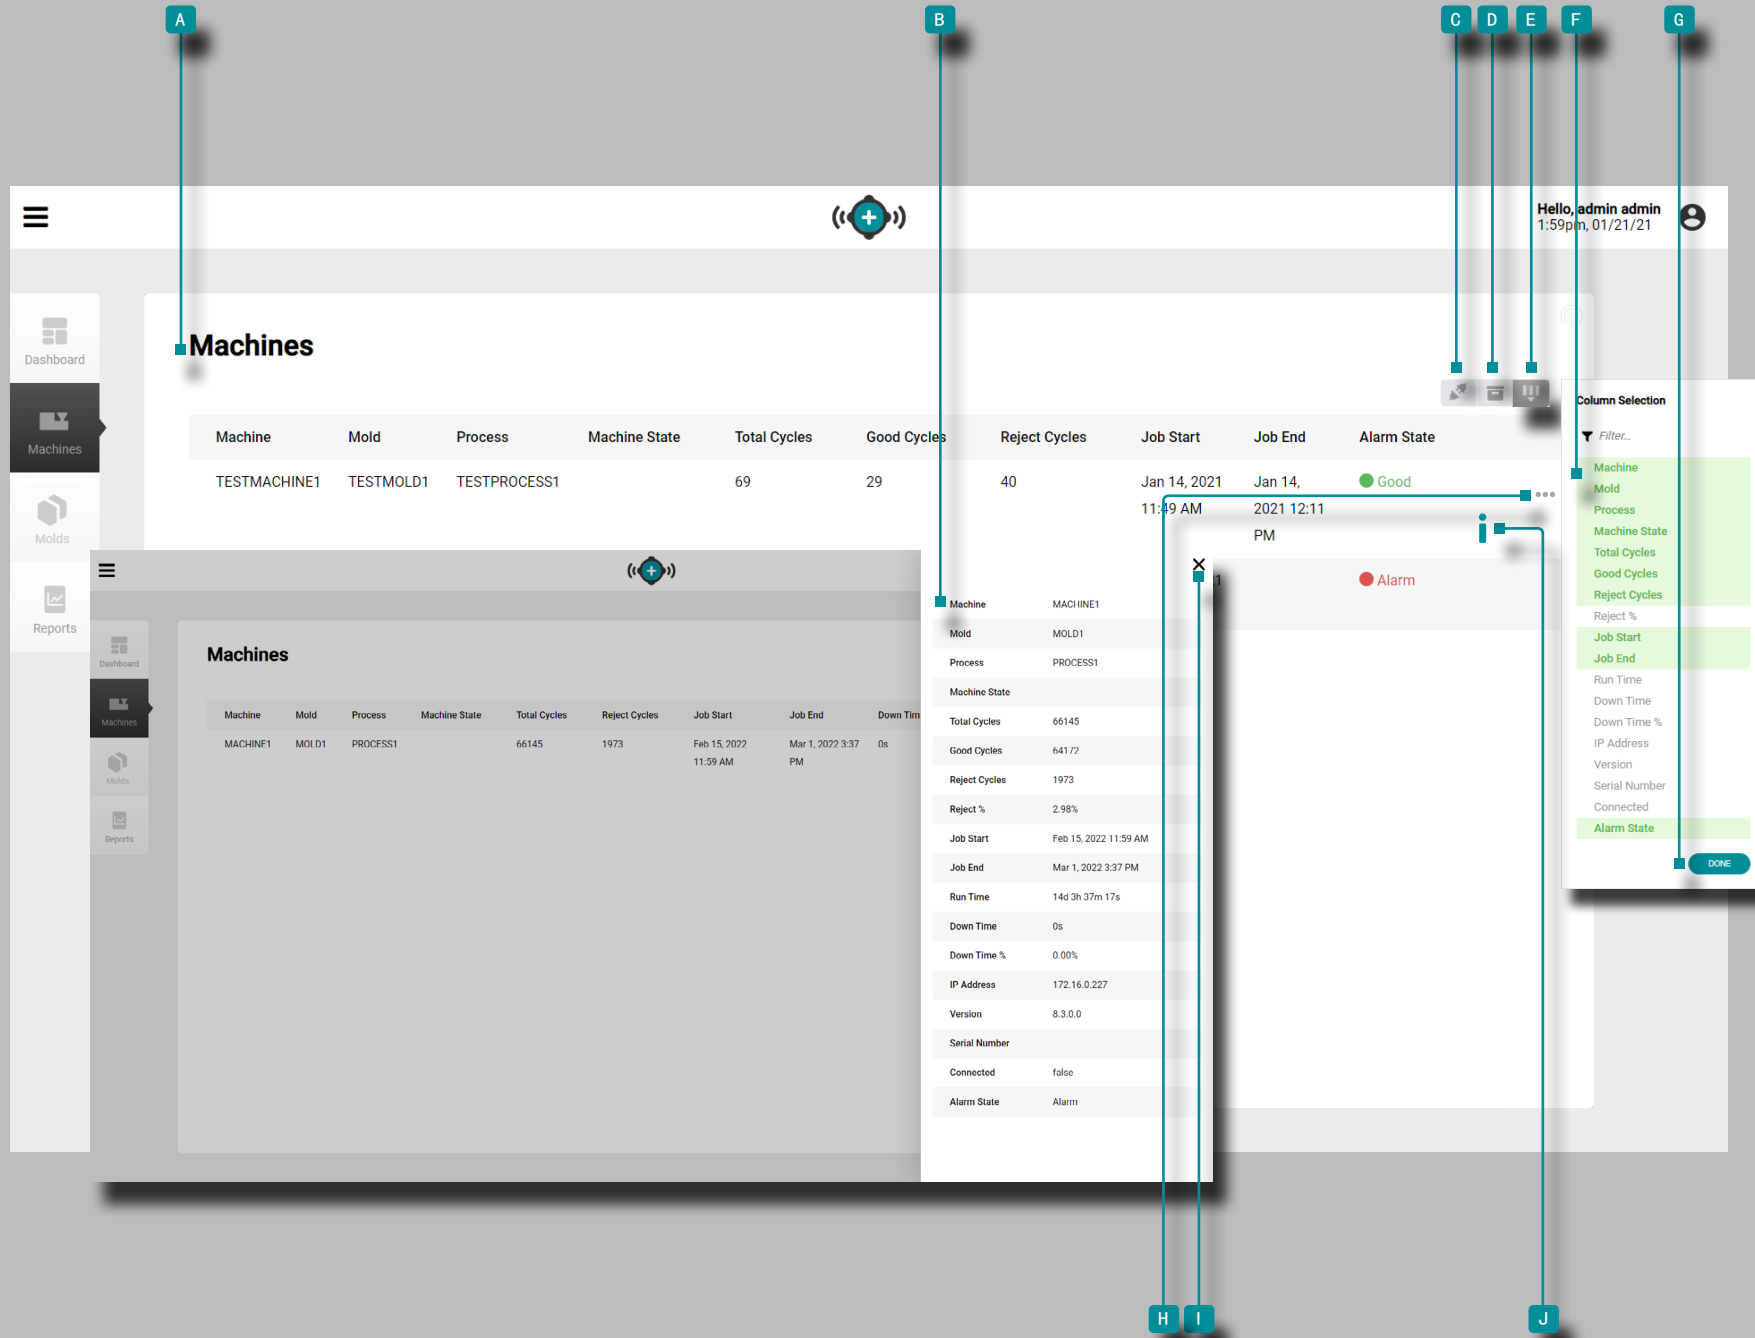 A
B
C
D
E
F
G
Hello, admin admin
1:59pm, 01/21/21
Dashboard
Machines
Molds
Reports
Machines
Machine Mold Process Machine State Total Cycles Good Cycles Reject Cycles Job Start Job End Alarm State
TESTMACHINE1 TESTMOLD1 TESTPROCESS1 69 29 40 Jan 14, 2021 Jan 14, Good
11:49 AM 2021 12:11
PM
Alarm
Column Selection
Filter...
Machine
Mold
Process
Machine State
Total Cycles
Good Cycles
Reject Cycles
Reject %
Job Start
Job End
Run Time
Down Time
Down Time %
IP Address
Version
Serial Number
Connected
Alarm State
DONE
Dashboard
Machines
Molds
Reports
Machines
Machine Mold Process Machine State Total Cycles Reject Cycles Job Start Job End Down Tim
MACHINE1 MOLD1 PROCESS1 66145 1973 Feb 15, 2022 Mar 1, 2022 3:37 0s
11:59 AM PM
Machine MACHINE1
Mold MOLD1
Process PROCESS1
Machine State
Total Cycles 66145
Good Cycles 64172
Reject Cycles 1973
Reject % 2.98%
Job Start Feb 15, 2022 11:59 AM
Job End Mar 1, 2022 3:37 PM
Run Time 14d 3h 37m 17s
Down Time 0s
Down Time % 0.00%
IP Address 172.16.0.227
Version 8.3.0.0
Serial Number
Connected false
Alarm State Alarm
H
I
J